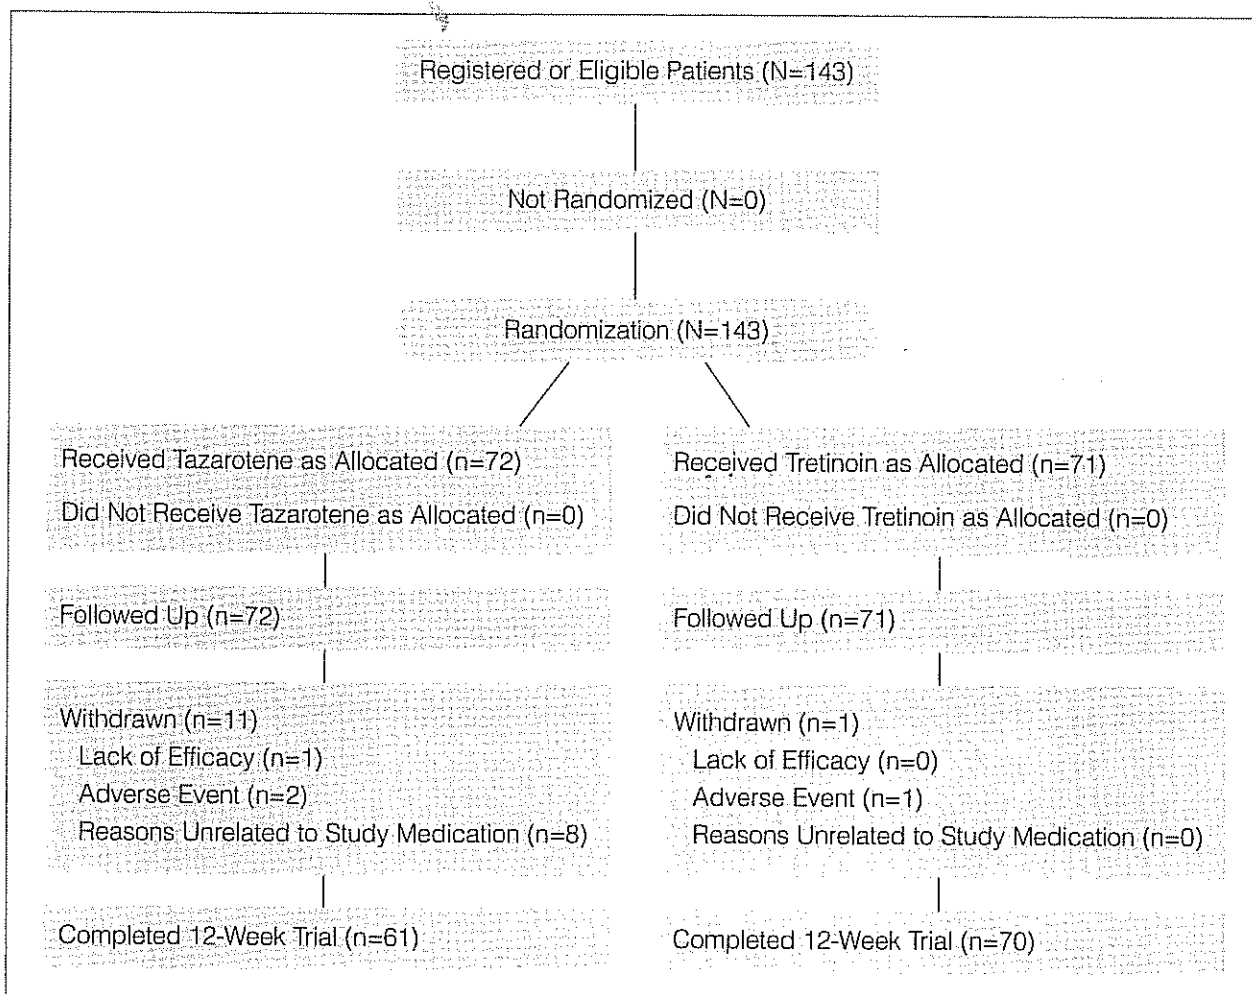 Registered or Eligible Patients (N=143)
Not Randomized (N=0)
Randomization (N=143)
Received Tazarotene as Allocated (n=72)
Did Not Receive Tazarotene as Allocated (n=0)
Followed Up (n=72)
Withdrawn (n=11)
Lack of Efficacy (n=1)
Adverse Event (n=2)
Reasons Unrelated to Study Medication (n=8)
Completed 12-Week Trial (n=61)
Received Tretinoin as Allocated (n=71)
Did Not Receive Tretinoin as Allocated (n=0)
Followed Up (n=71)
Withdrawn (n=1)
Lack of Efficacy (n=0)
Adverse Event (n=1)
Reasons Unrelated to Study Medication (n=0)
Completed 12-Week Trial (n=70)